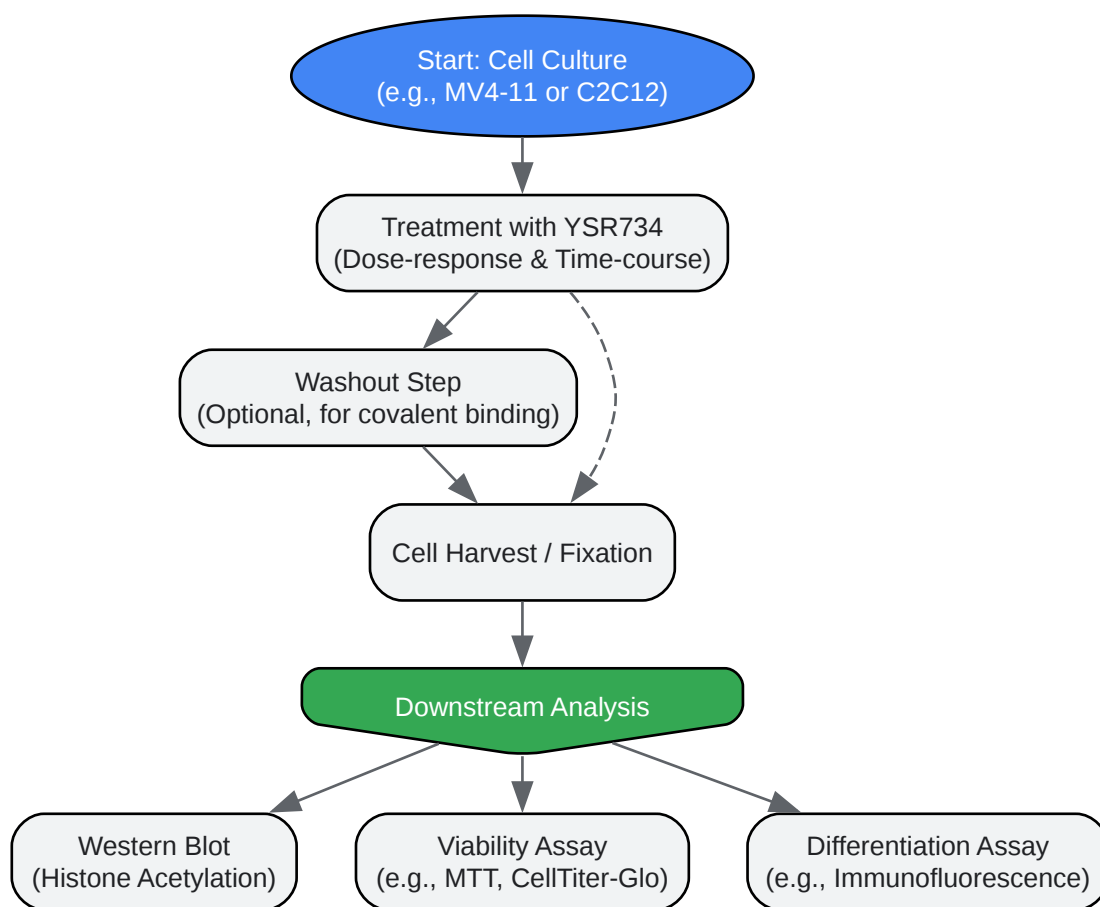 Start: Cell Culture
(e.g., MV4-11 or C2C12)
Treatment with YSR734
(Dose-response & Time-course)
Washout Step
(Optional, for covalent binding)
Cell Harvest / Fixation
Downstream Analysis
Western Blot
(Histone Acetylation)
Viability Assay
(e.g., MTT, CellTiter-Glo)
Differentiation Assay
(e.g., Immunofluorescence)